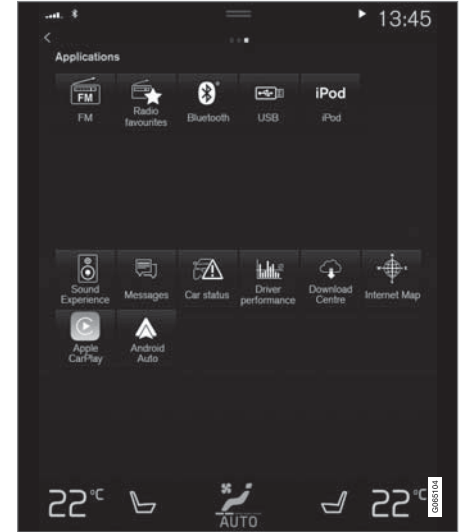 13:45
Applications
FM
iPod
FM
Radio favourites
Bluetooth
USB
iPod
Sound Experience
Messages
Car status
Driver performance
Download Centre
Internet Map
Apple CarPlay
Android Auto
22°C
AUTO
22°C
G065104